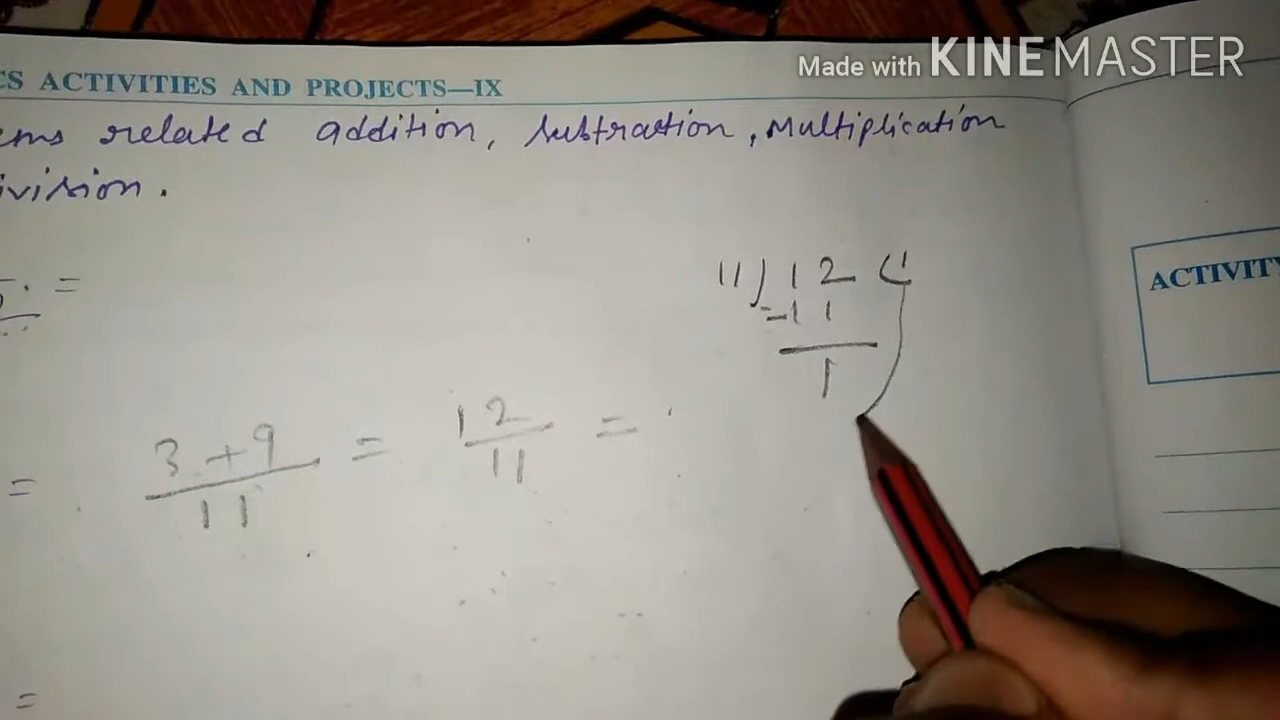 Made with KINEMASTER
CS ACTIVITIES AND PROJECTS—IX
ems related addition, subtraction, Multiplication
ivision.
=
11)12(1
-11
1
ACTIVITY
= 3+9/11 = 12/11 =
=